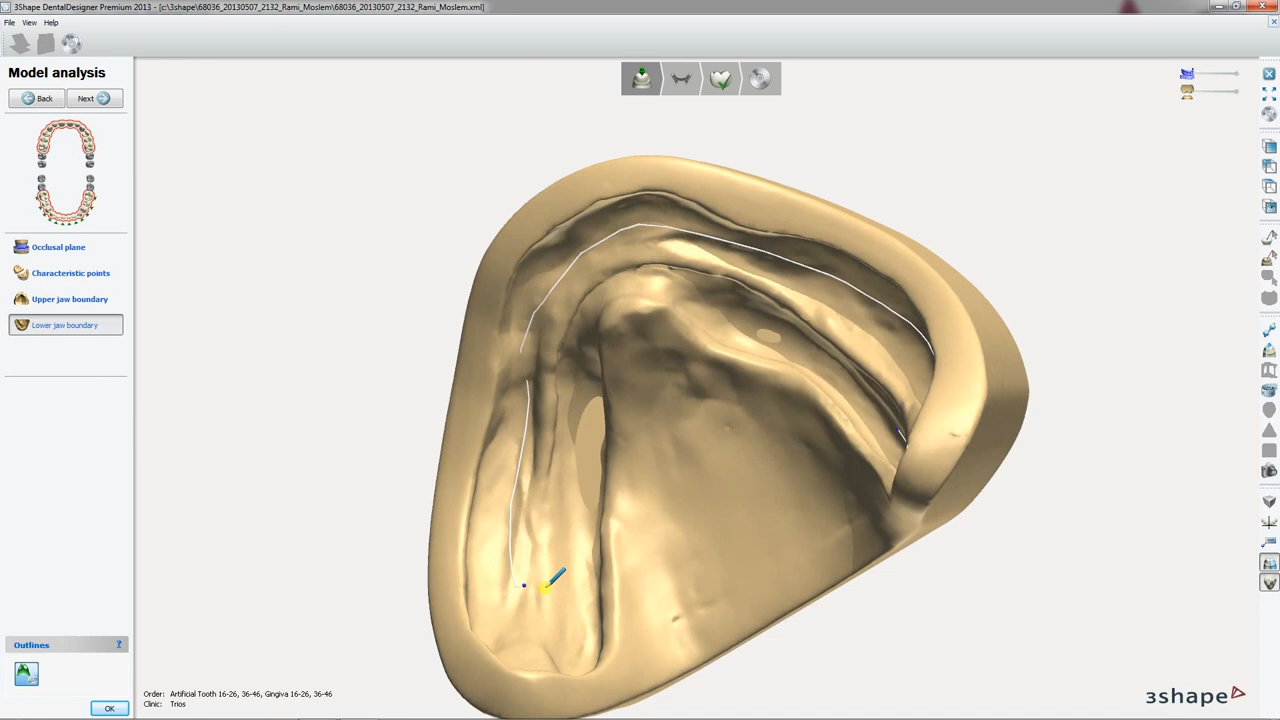 3Shape DentalDesigner Premium 2013 - [c:\3shape\68036_20130507_2132_Rami_Moslem\68036_20130507_2132_Rami_Moslem.xml]
File View Help
Model analysis
Back Next
Occlusal plane
Characteristic points
Upper jaw boundary
Lower jaw boundary
Outlines ?
OK
Order: Artificial Tooth 16-26, 36-46, Gingiva 16-26, 36-46
Clinic: Trios
3shape